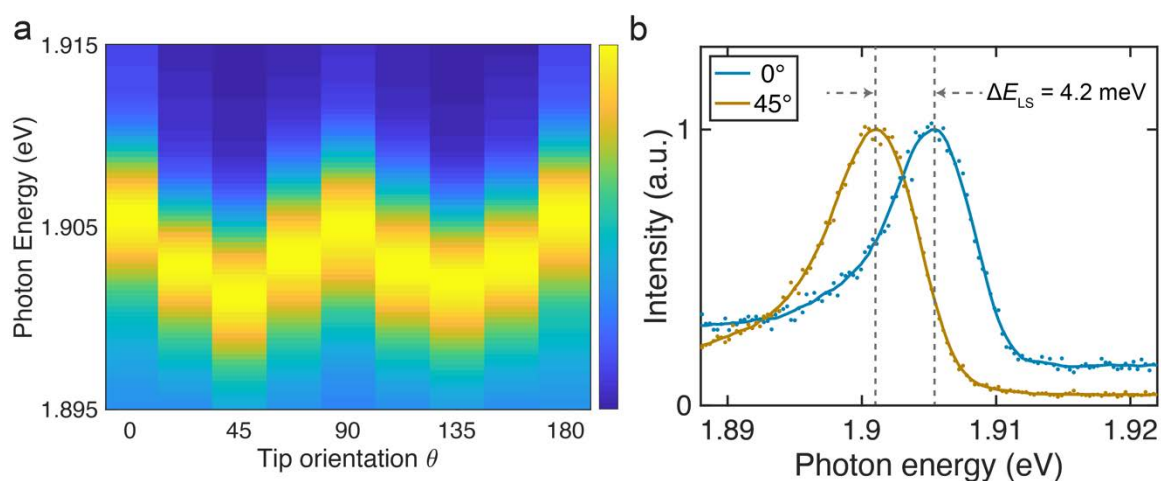 a
1.915
1.905
1.895
Photon Energy (eV)
0 45 90 135 180
Tip orientation θ
b
0°
45°
ΔE_LS = 4.2 meV
1
0
Intensity (a.u.)
1.89 1.9 1.91 1.92
Photon energy (eV)